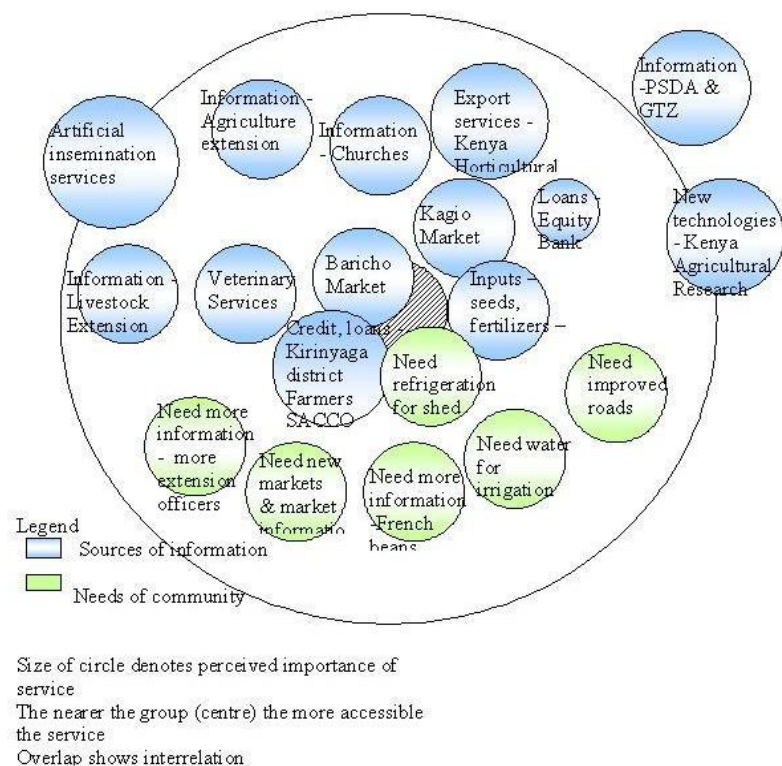 Information
-PSDA &
GTZ
Information -
Agriculture
extension
Information
- Churches
Export
services -
Kenya
Horticultural
Artificial
insemination
services
Loans -
Equity
Bank
New
technologies
- Kenya
Agricultural
Research
Kagio
Market
Baricho
Market
Information -
Livestock
Extension
Veterinary
Services
Inputs –
seeds,
fertilizers –
Credit, loans -
Kirinyaga
district
Farmers
SACCO
Need
refrigeration
for shed
Need
improved
roads
Need more
information
- more
extension
officers
Need new
markets
& market
informatio
Need more
information
-French
beans
Need water
for
irrigation
Legend
Sources of information
Needs of community
Size of circle denotes perceived importance of
service
The nearer the group (centre) the more accessible
the service
Overlap shows interrelation